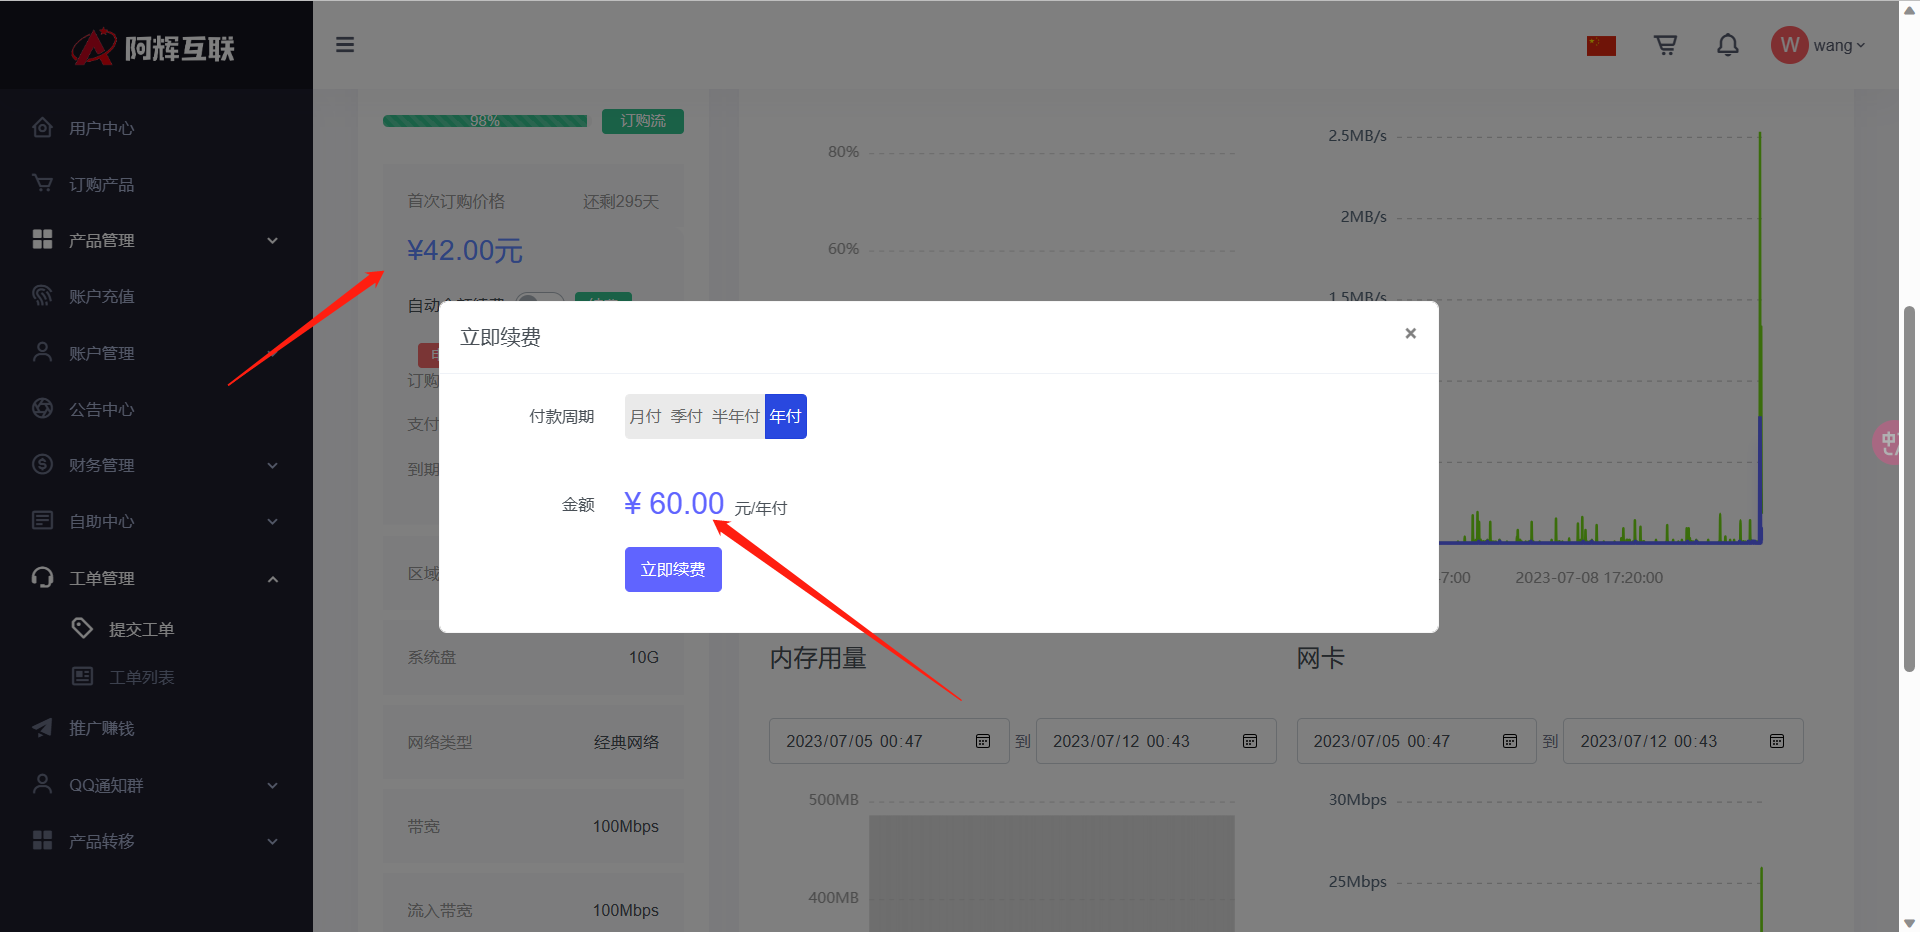 阿辉互联
W
wang
用户中心
订购产品
产品管理
账户充值
账户管理
公告中心
财务管理
自助中心
工单管理
提交工单
工单列表
推广赚钱
QQ通知群
产品转移
98%
订购流
首次订购价格
还剩295天
¥42.00元
自动
订购
支付
到期
区域
系统盘
10G
网络类型
经典网络
带宽
100Mbps
流入带宽
100Mbps
80%
60%
2.5MB/s
2MB/s
1.5MB/s
7:00
2023-07-08 17:20:00
立即续费
×
付款周期
月付 季付 半年付 年付
金额
¥ 60.00 元/年付
立即续费
内存用量
2023/07/05 00:47 到 2023/07/12 00:43
500MB
400MB
网卡
2023/07/05 00:47 到 2023/07/12 00:43
30Mbps
25Mbps